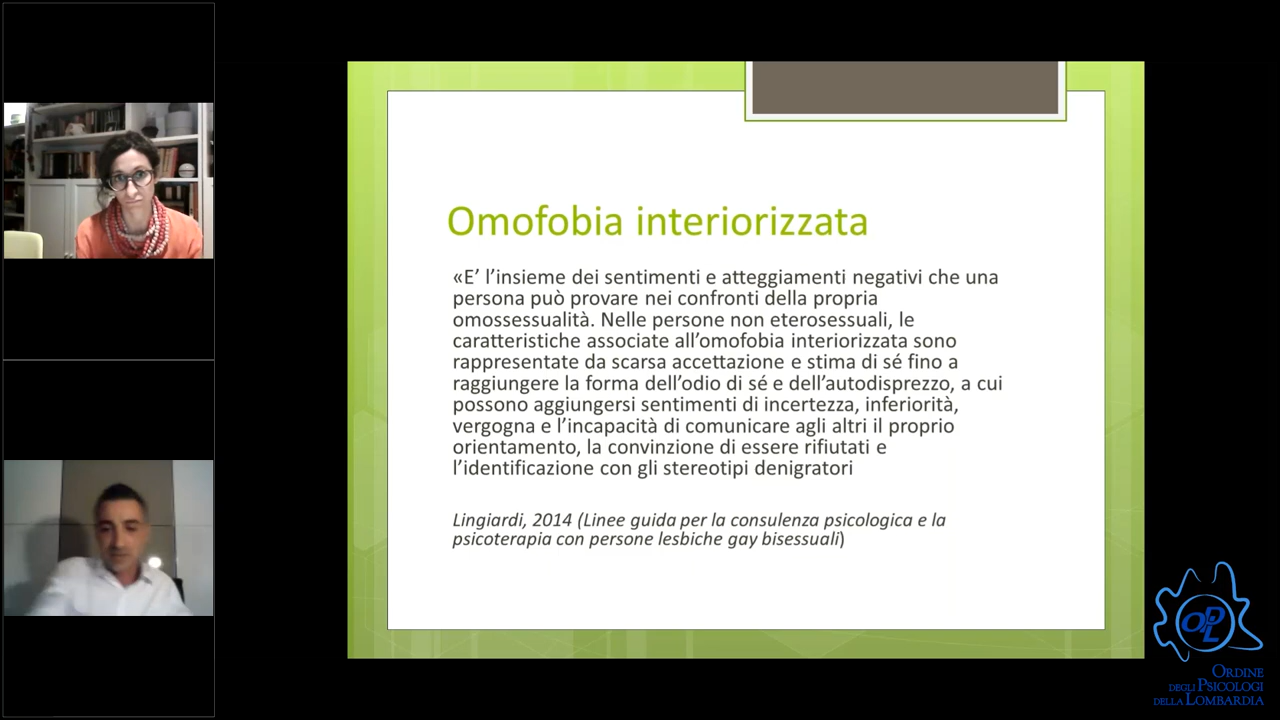 Omofobia interiorizzata
«E’ l’insieme dei sentimenti e atteggiamenti negativi che una
persona può provare nei confronti della propria
omossessualità. Nelle persone non eterosessuali, le
caratteristiche associate all’omofobia interiorizzata sono
rappresentate da scarsa accettazione e stima di sé fino a
raggiungere la forma dell’odio di sé e dell’autodisprezzo, a cui
possono aggiungersi sentimenti di incertezza, inferiorità,
vergogna e l’incapacità di comunicare agli altri il proprio
orientamento, la convinzione di essere rifiutati e
l’identificazione con gli stereotipi denigratori
Lingiardi, 2014 (Linee guida per la consulenza psicologica e la
psicoterapia con persone lesbiche gay bisessuali)
OPL
ORDINE
DEGLI PSICOLOGI
DELLA LOMBARDIA